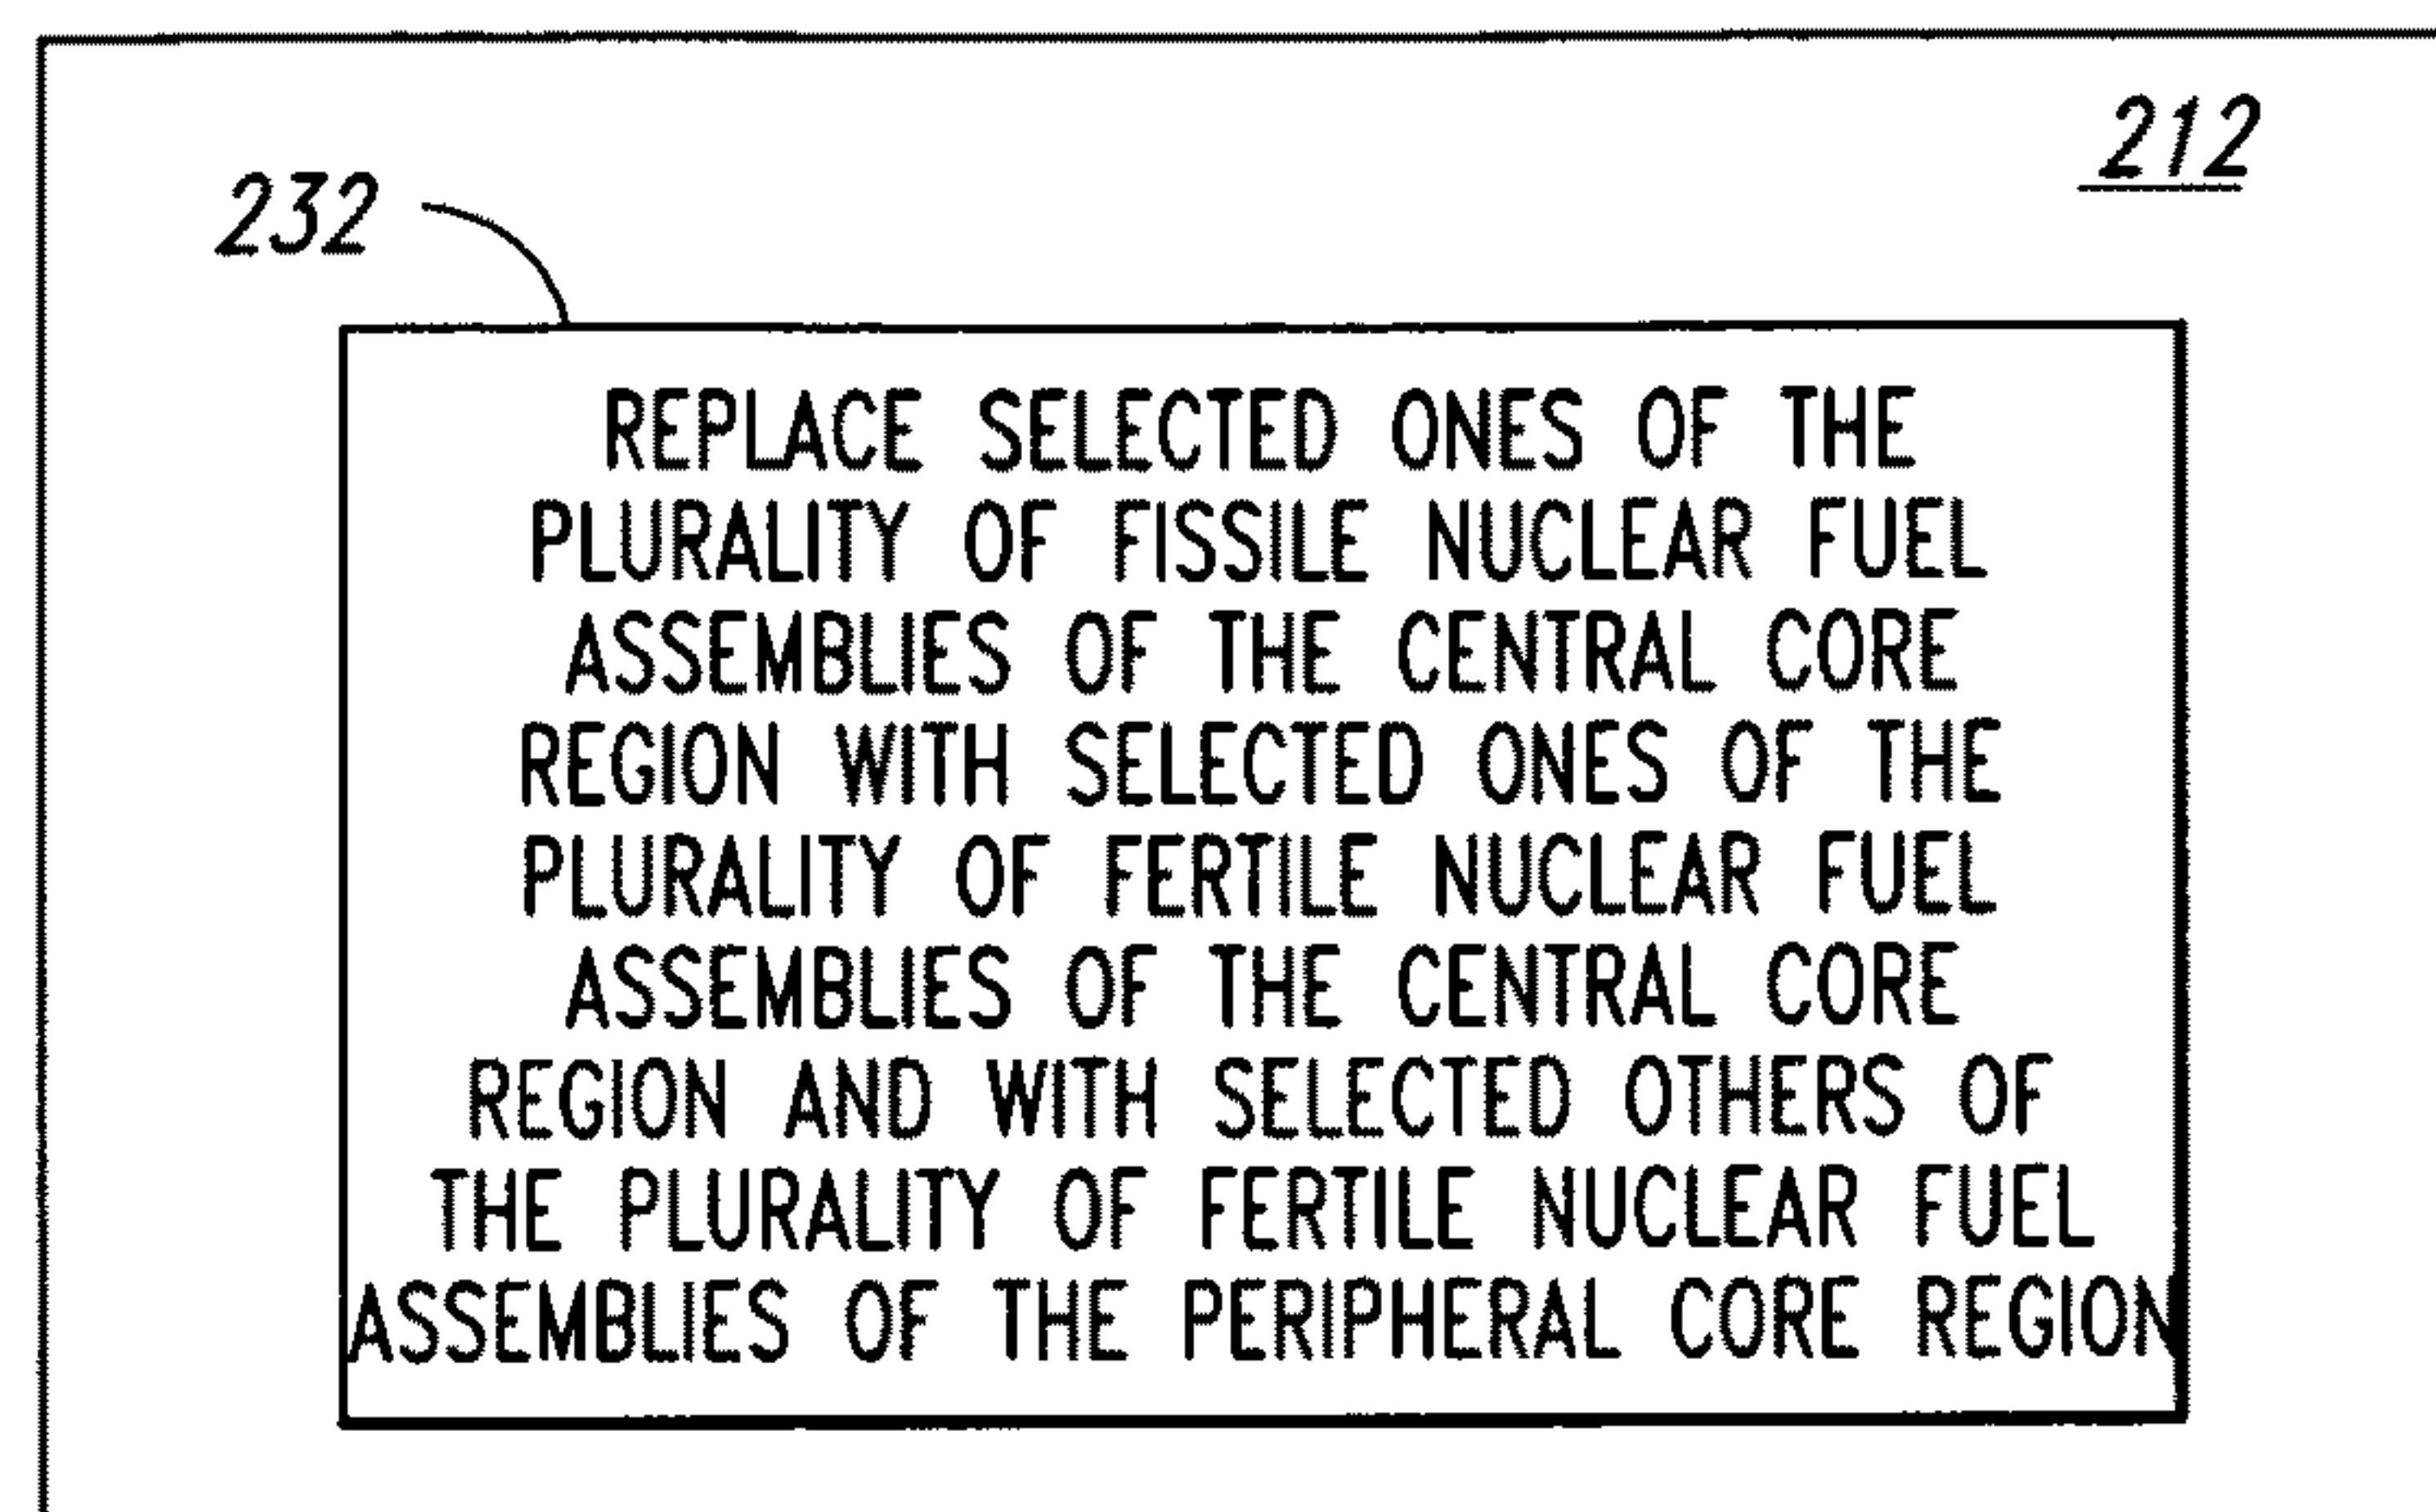 212
232
REPLACE SELECTED ONES OF THE
PLURALITY OF FISSILE NUCLEAR FUEL
ASSEMBLIES OF THE CENTRAL CORE
REGION WITH SELECTED ONES OF THE
PLURALITY OF FERTILE NUCLEAR FUEL
ASSEMBLIES OF THE CENTRAL CORE
REGION AND WITH SELECTED OTHERS OF
THE PLURALITY OF FERTILE NUCLEAR FUEL
ASSEMBLIES OF THE PERIPHERAL CORE REGION